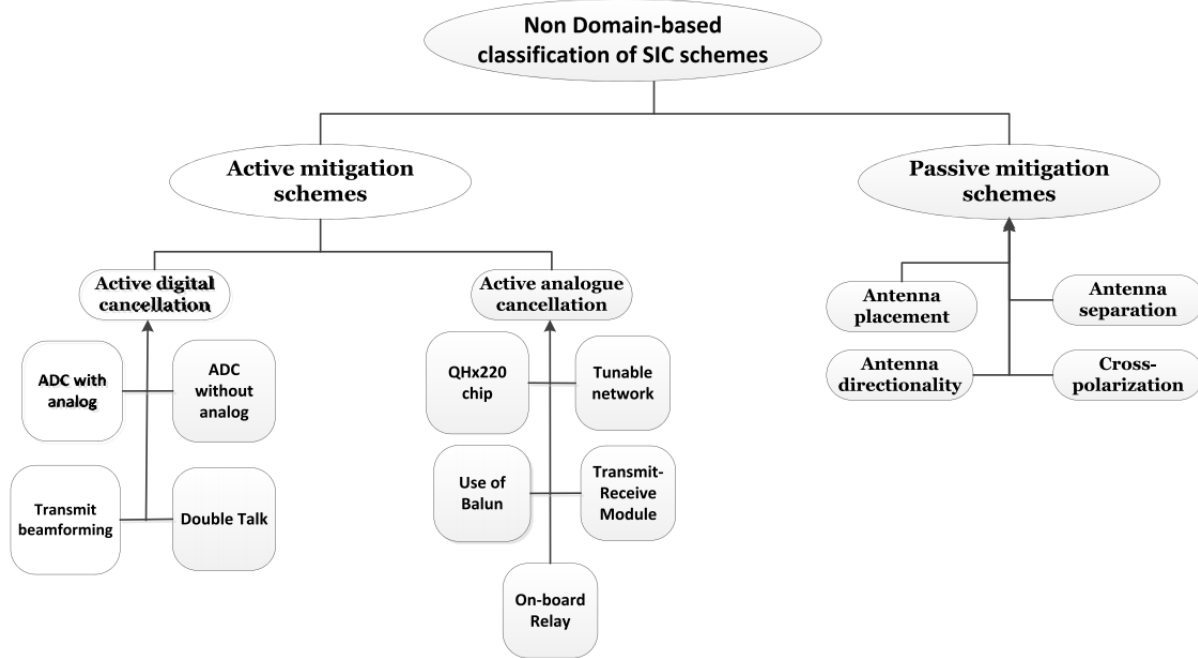 Non Domain-based
classification of SIC schemes
Active mitigation
schemes
Passive mitigation
schemes
Active digital
cancellation
Active analogue
cancellation
Antenna
placement
Antenna
separation
Antenna
directionality
Cross-
polarization
ADC with
analog
ADC
without
analog
Transmit
beamforming
Double Talk
QHx220
chip
Tunable
network
Use of
Balun
Transmit-
Receive
Module
On-board
Relay